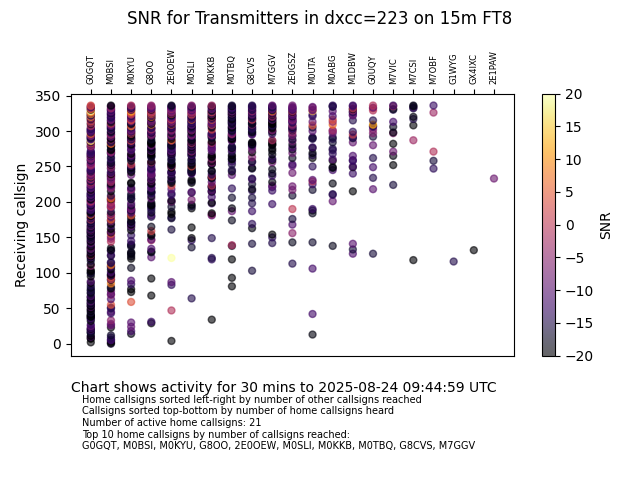 SNR for Transmitters in dxcc=223 on 15m FT8
G0GQT M0BSI M0KYU G8OO 2E0OEW M0SLI M0KKB M0TBQ G8CVS M7GGV 2E0GSZ M0UTA M0ABG M1DBW G0UQY M7VIC M7CSI M7OBF G1WYG GX4IXC 2E1PAW
350
300
250
200
150
100
50
0
Receiving callsign
20
15
10
5
0
−5
−10
−15
−20
SNR
Chart shows activity for 30 mins to 2025-08-24 09:44:59 UTC
Home callsigns sorted left-right by number of other callsigns reached
Callsigns sorted top-bottom by number of home callsigns heard
Number of active home callsigns: 21
Top 10 home callsigns by number of callsigns reached:
G0GQT, M0BSI, M0KYU, G8OO, 2E0OEW, M0SLI, M0KKB, M0TBQ, G8CVS, M7GGV